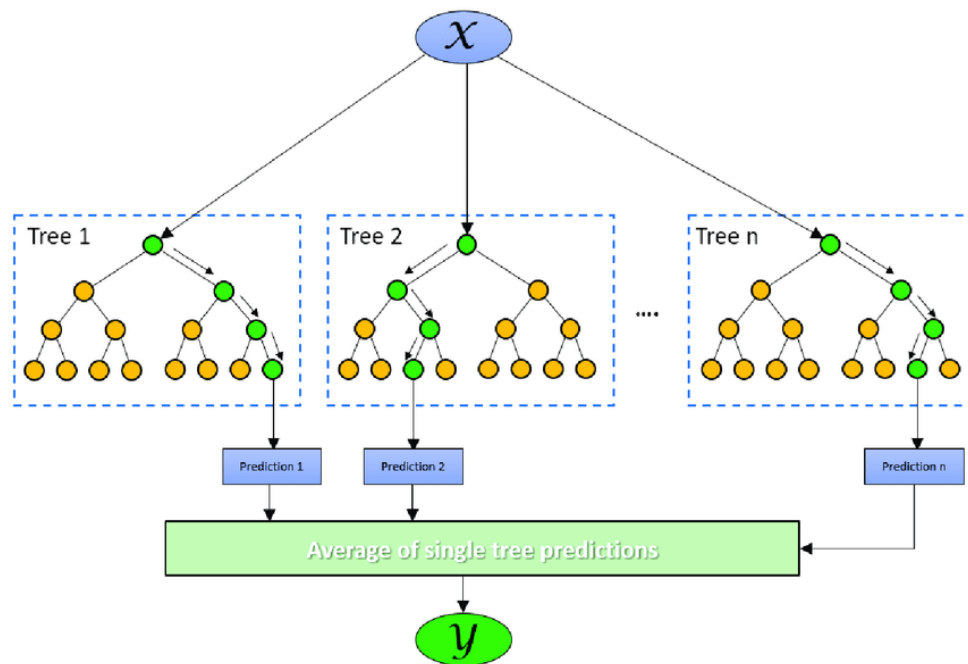 x
Tree 1
Tree 2
Tree n
....
Prediction 1
Prediction 2
Prediction n
Average of single tree predictions
y